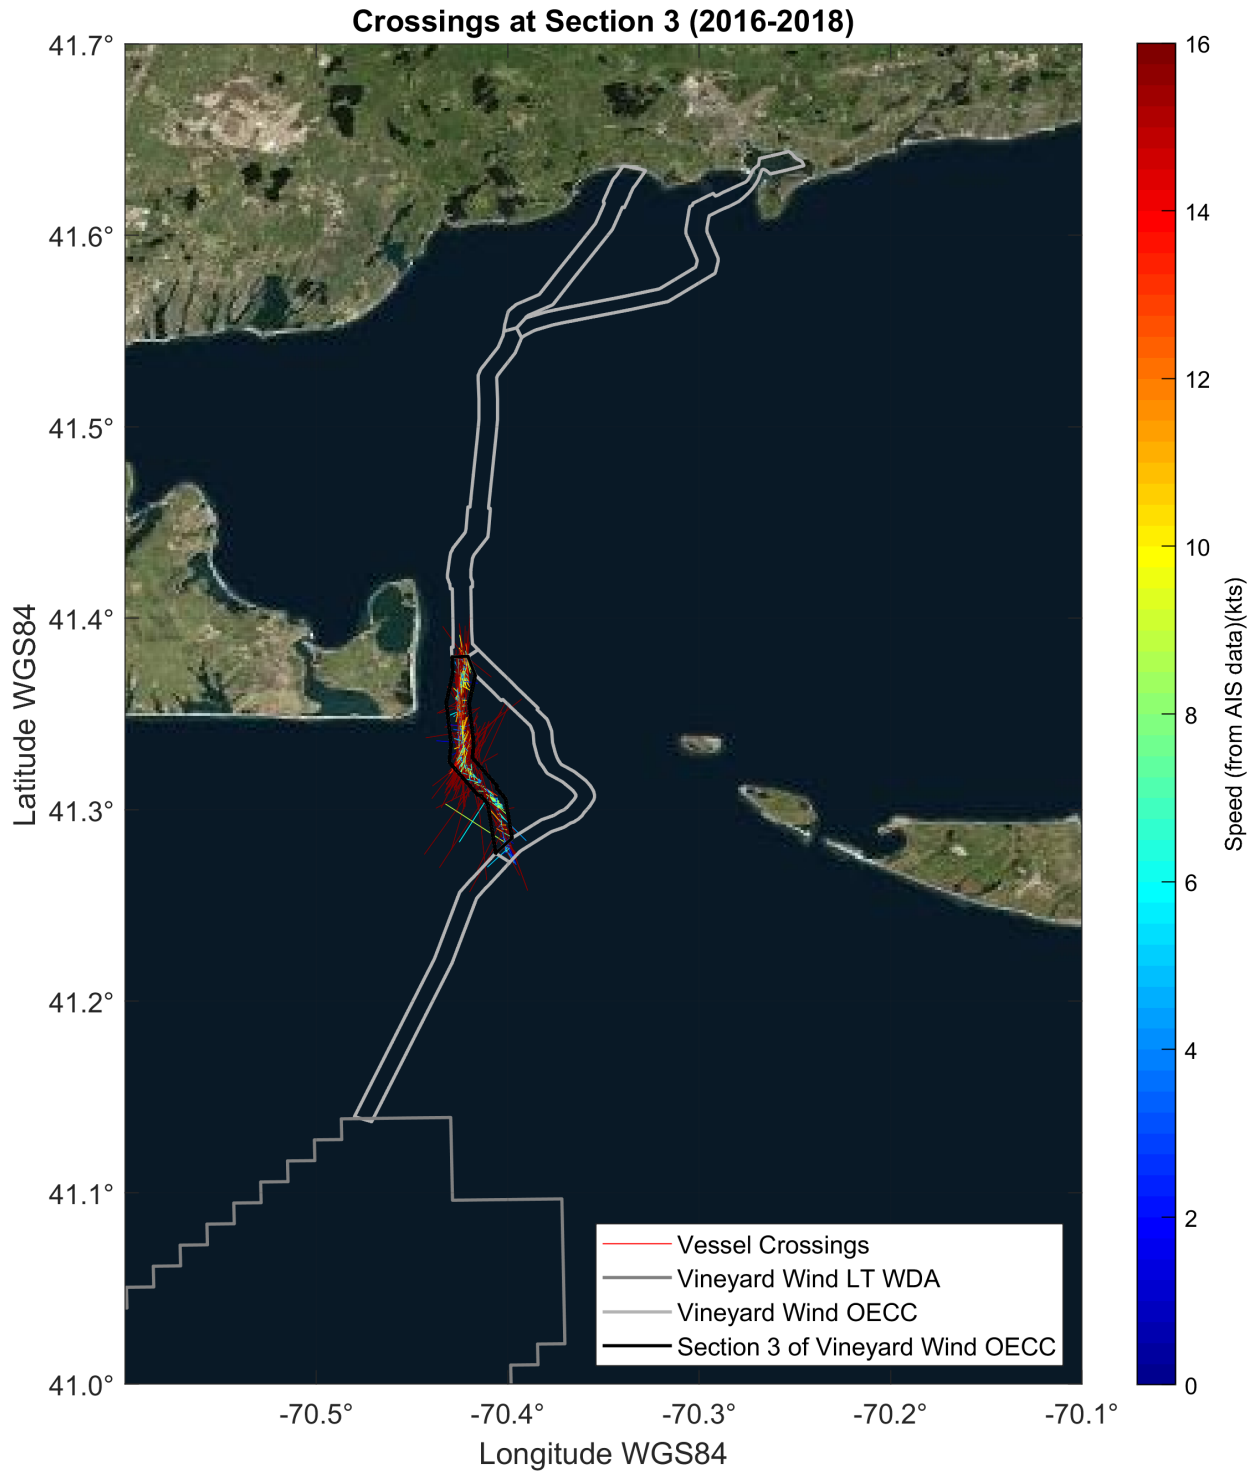 Crossings at Section 3 (2016-2018)
41.7°
41.6°
41.5°
41.4°
41.3°
41.2°
41.1°
41.0°
Latitude WGS84
-70.5°
-70.4°
-70.3°
-70.2°
-70.1°
Longitude WGS84
Vessel Crossings
Vineyard Wind LT WDA
Vineyard Wind OECC
Section 3 of Vineyard Wind OECC
16
14
12
10
8
6
4
2
0
Speed (from AIS data)(kts)